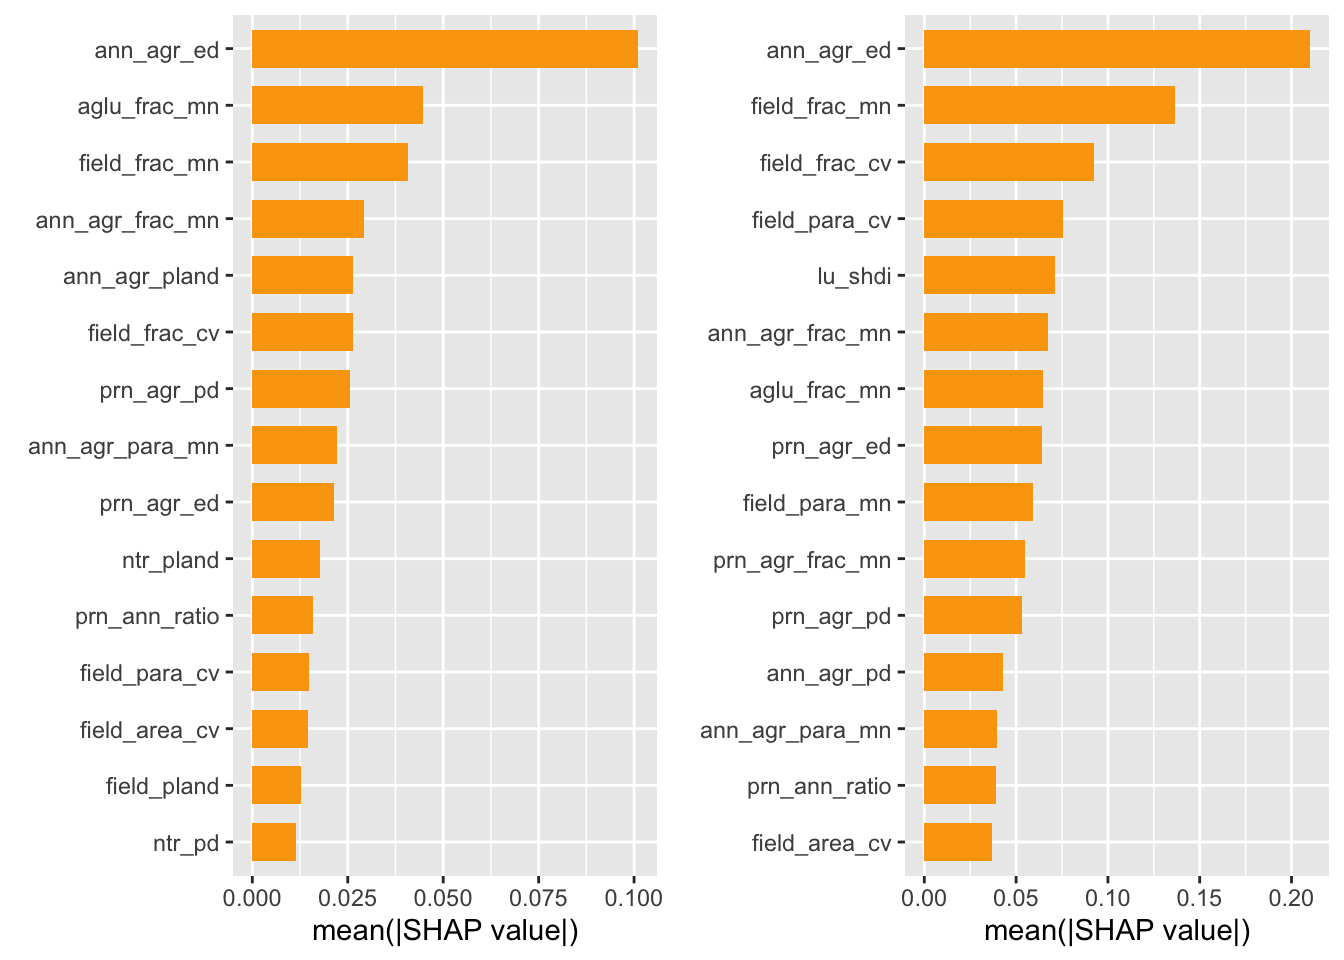 ann_agr_ed
aglu_frac_mn
field_frac_mn
ann_agr_frac_mn
ann_agr_pland
field_frac_cv
prn_agr_pd
ann_agr_para_mn
prn_agr_ed
ntr_pland
prn_ann_ratio
field_para_cv
field_area_cv
field_pland
ntr_pd
0.000 0.025 0.050 0.075 0.100
mean(|SHAP value|)
ann_agr_ed
field_frac_mn
field_frac_cv
field_para_cv
lu_shdi
ann_agr_frac_mn
aglu_frac_mn
prn_agr_ed
field_para_mn
prn_agr_frac_mn
prn_agr_pd
ann_agr_pd
ann_agr_para_mn
prn_ann_ratio
field_area_cv
0.00 0.05 0.10 0.15 0.20
mean(|SHAP value|)